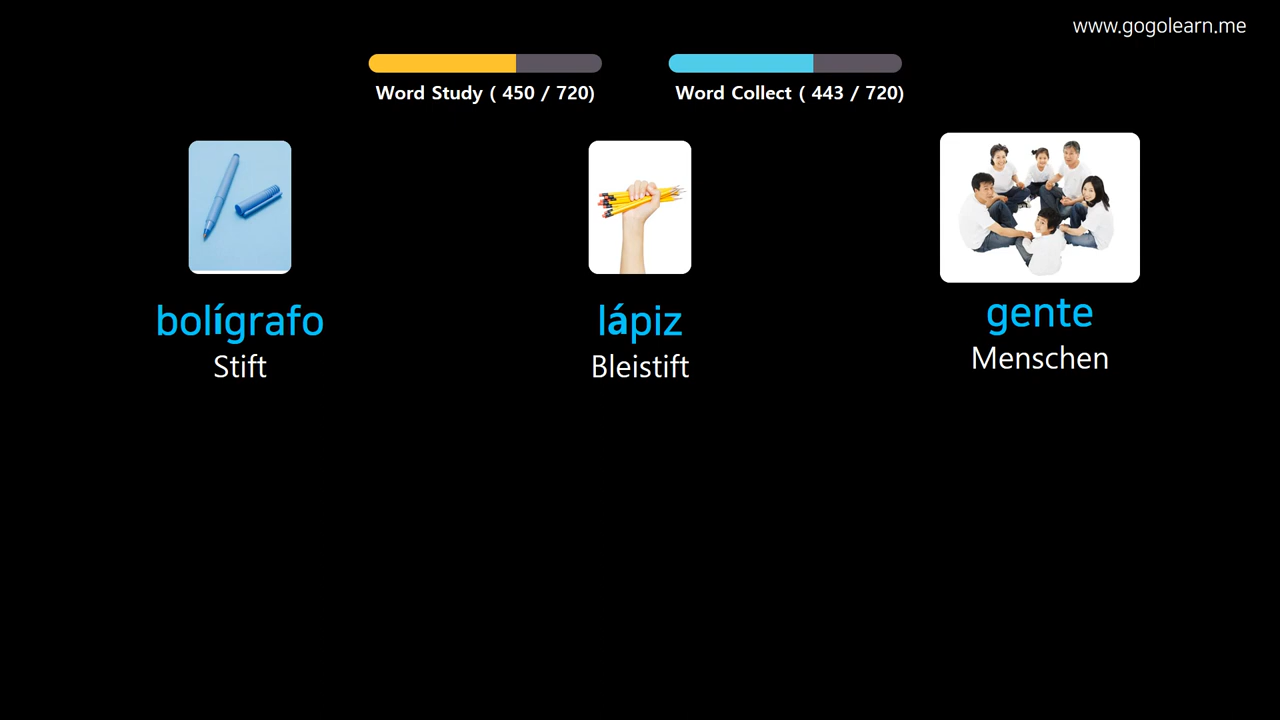 www.gogolearn.me
Word Study ( 450 / 720)
Word Collect ( 443 / 720)
bolígrafo
Stift
lápiz
Bleistift
gente
Menschen